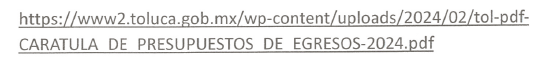 https://www2.toluca.gob.mx/wp-content/uploads/2024/02/tol-pdf-
CARATULA_DE_PRESUPUESTOS_DE_EGRESOS-2024.pdf